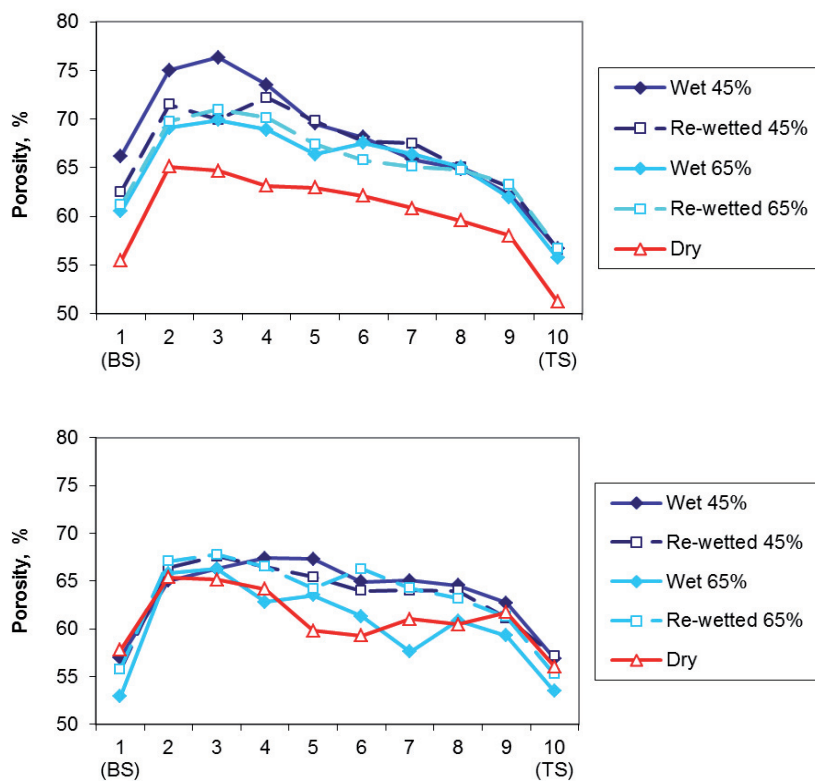 80
75
70
65
60
55
50
Porosity, %
1 2 3 4 5 6 7 8 9 10
(BS) (TS)
Wet 45%
Re-wetted 45%
Wet 65%
Re-wetted 65%
Dry
80
75
70
65
60
55
50
Porosity, %
1 2 3 4 5 6 7 8 9 10
(BS) (TS)
Wet 45%
Re-wetted 45%
Wet 65%
Re-wetted 65%
Dry